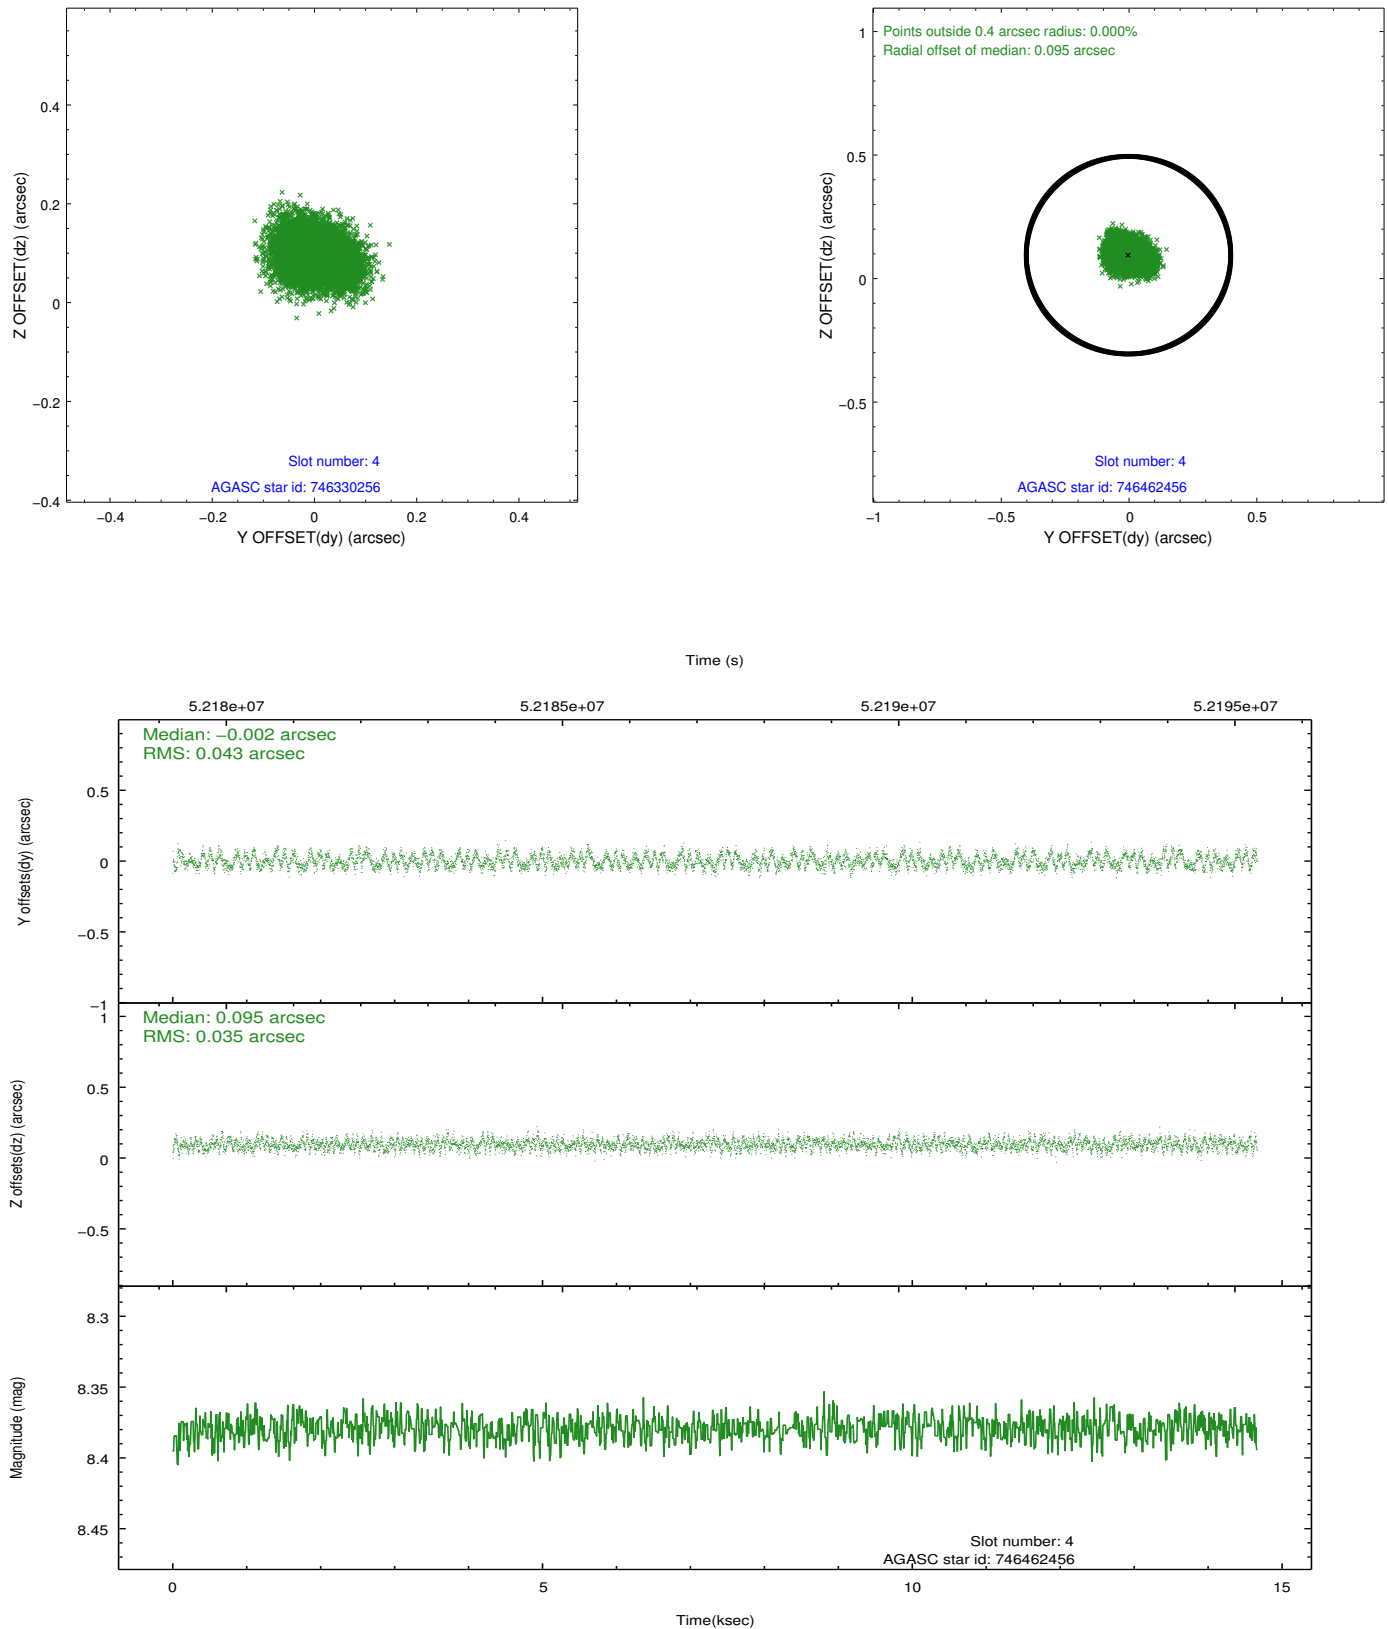 0.4
0.2
0
−0.2
−0.4
Z OFFSET(dz) (arcsec)
Slot number: 4
AGASC star id: 746330256
−0.4 −0.2 0 0.2 0.4
Y OFFSET(dy) (arcsec)
Points outside 0.4 arcsec radius: 0.000%
Radial offset of median: 0.095 arcsec
1
0.5
0
−0.5
Z OFFSET(dz) (arcsec)
Slot number: 4
AGASC star id: 746462456
−1 −0.5 0 0.5
Y OFFSET(dy) (arcsec)
Time (s)
5.218e+07 5.2185e+07 5.219e+07 5.2195e+07
Median: −0.002 arcsec
RMS: 0.043 arcsec
0.5
0
−0.5
−1
Y offsets(dy) (arcsec)
Median: 0.095 arcsec
RMS: 0.035 arcsec
1
0.5
0
−0.5
Z offsets(dz) (arcsec)
8.3
8.35
8.4
8.45
Magnitude (mag)
Slot number: 4
AGASC star id: 746462456
0 5 10 15
Time(ksec)